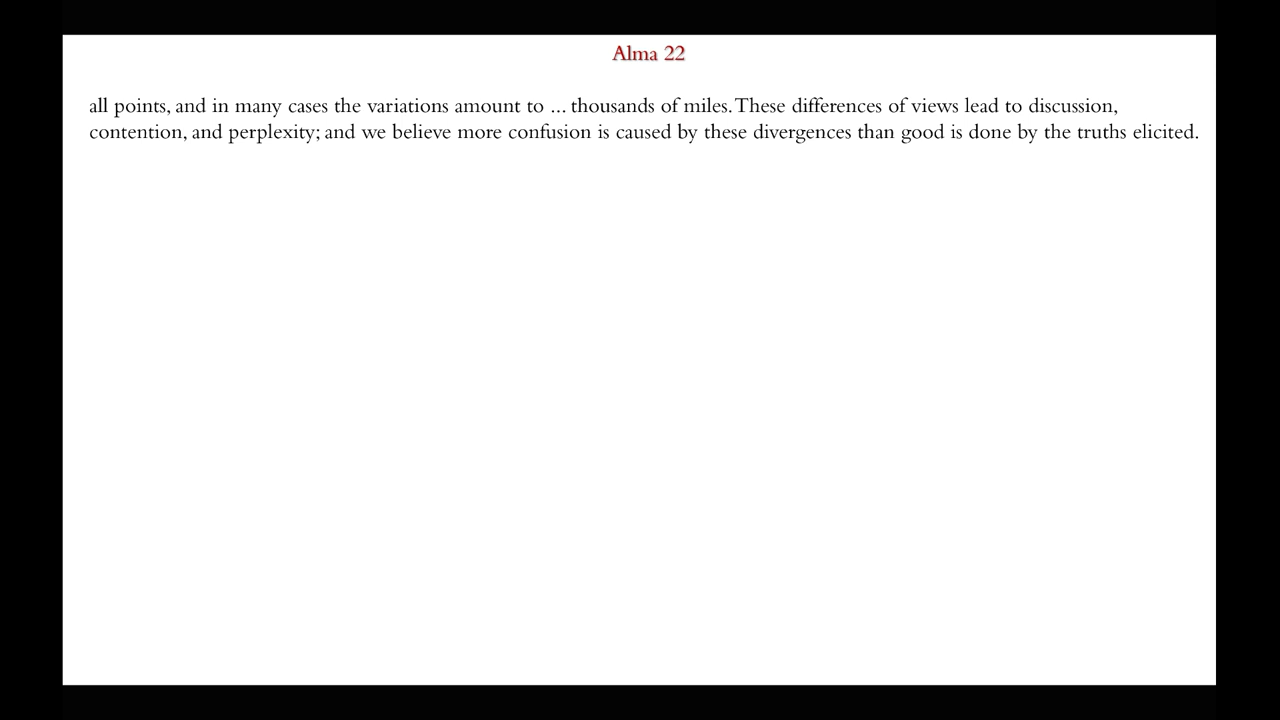 Alma 22
all points, and in many cases the variations amount to ... thousands of miles. These differences of views lead to discussion,
contention, and perplexity; and we believe more confusion is caused by these divergences than good is done by the truths elicited.